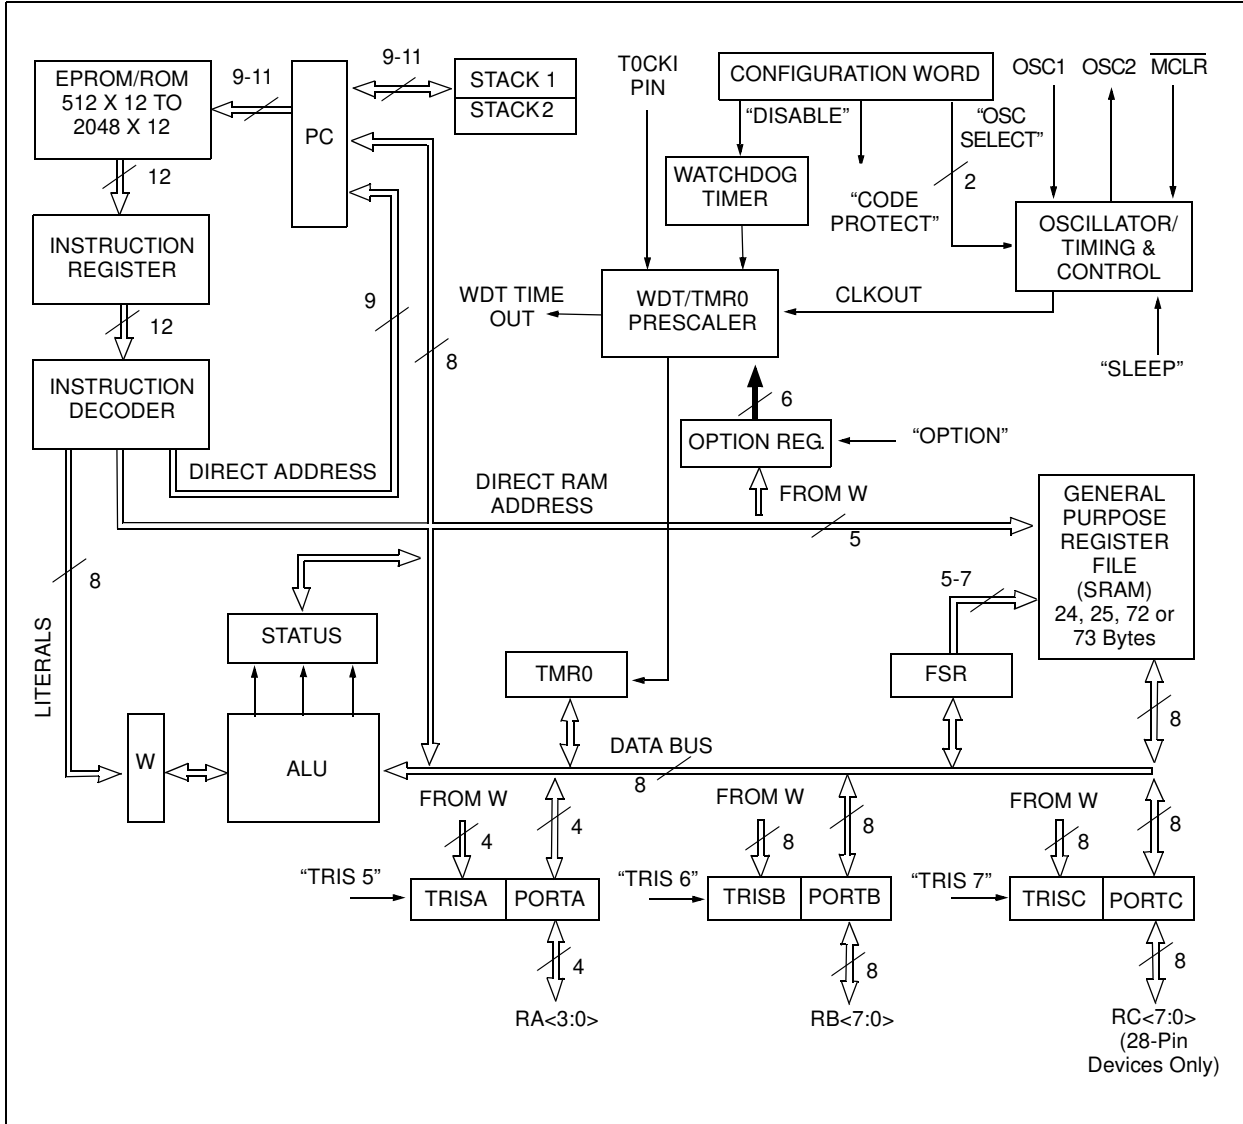 EPROM/ROM
512 X 12 TO
2048 X 12
9-11
PC
9-11
STACK 1
STACK 2
T0CKI
PIN
CONFIGURATION WORD
OSC1
OSC2
MCLR
“DISABLE”
“OSC
SELECT”
WATCHDOG
TIMER
2
“CODE
PROTECT”
12
INSTRUCTION
REGISTER
OSCILLATOR/
TIMING &
CONTROL
9
WDT TIME
OUT
WDT/TMR0
PRESCALER
CLKOUT
12
8
“SLEEP”
INSTRUCTION
DECODER
6
OPTION REG.
“OPTION”
DIRECT ADDRESS
DIRECT RAM
ADDRESS
FROM W
5
GENERAL
PURPOSE
REGISTER
FILE
(SRAM)
24, 25, 72 or
73 Bytes
8
5-7
LITERALS
STATUS
TMR0
FSR
8
W
ALU
DATA BUS
8
FROM W
4
4
FROM W
8
8
FROM W
8
8
“TRIS 5”
TRISA
PORTA
“TRIS 6”
TRISB
PORTB
“TRIS 7”
TRISC
PORTC
4
8
8
RA<3:0>
RB<7:0>
RC<7:0>
(28-Pin
Devices Only)